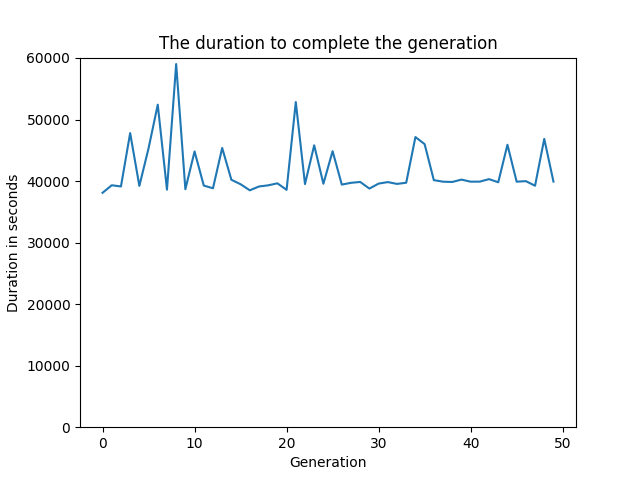 The duration to complete the generation
60000
50000
40000
30000
20000
10000
0
Duration in seconds
0 10 20 30 40 50
Generation